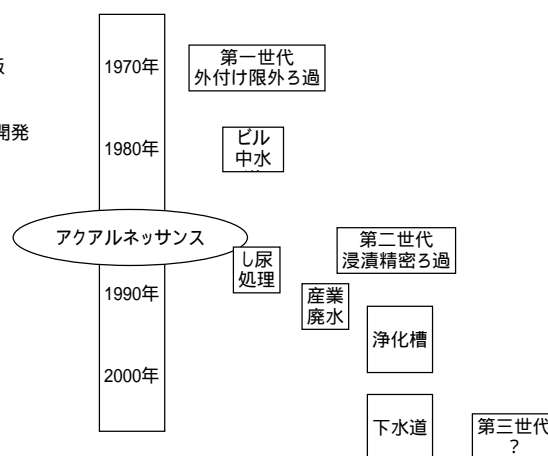 版
1970年
第一世代
外付け限外ろ過
開発
1980年
ビル
中水
アクアルネッサンス
し尿
処理
第二世代
浸漬精密ろ過
1990年
産業
廃水
浄化槽
2000年
下水道
第三世代
?